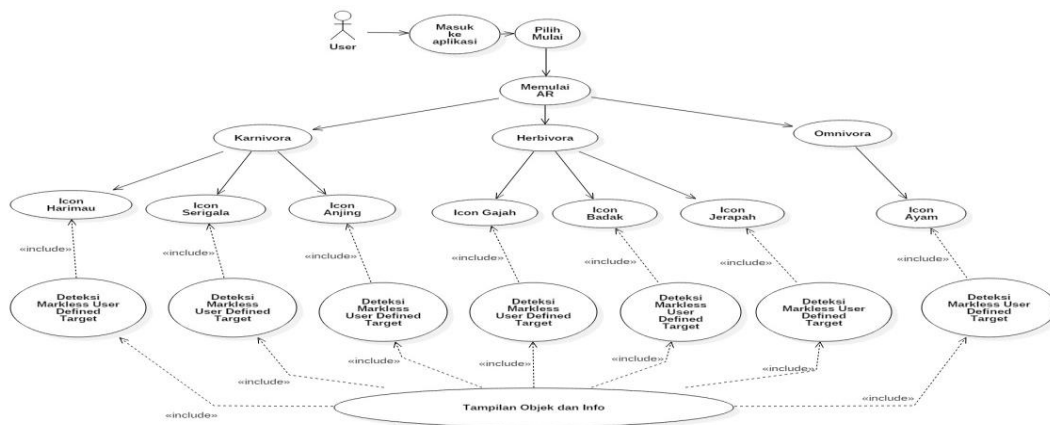 Masuk
ke
aplikasi
Pilih
Mulai
User
Memulai
AR
Karnivora
Herbivora
Omnivora
Icon
Harimau
Icon
Serigala
Icon
Anjing
Icon Gajah
Icon
Badak
Icon
Jerapah
Icon
Ayam
«include»
«include»
«include»
«include»
«include»
«include»
«include»
Deteksi
Markless User
Defined
Target
Deteksi
Markless
User Defined
Target
Deteksi
Markless
User Defined
Target
Deteksi
Markless
User Defined
Target
Deteksi
Markless
User
Defined
Target
Deteksi
Markless User
Defined
Target
Deteksi
Markless User
Defined
Target
«include»
«include»
«include»
«include»
«include»
«include»
«include»
Tampilan Objek dan Info